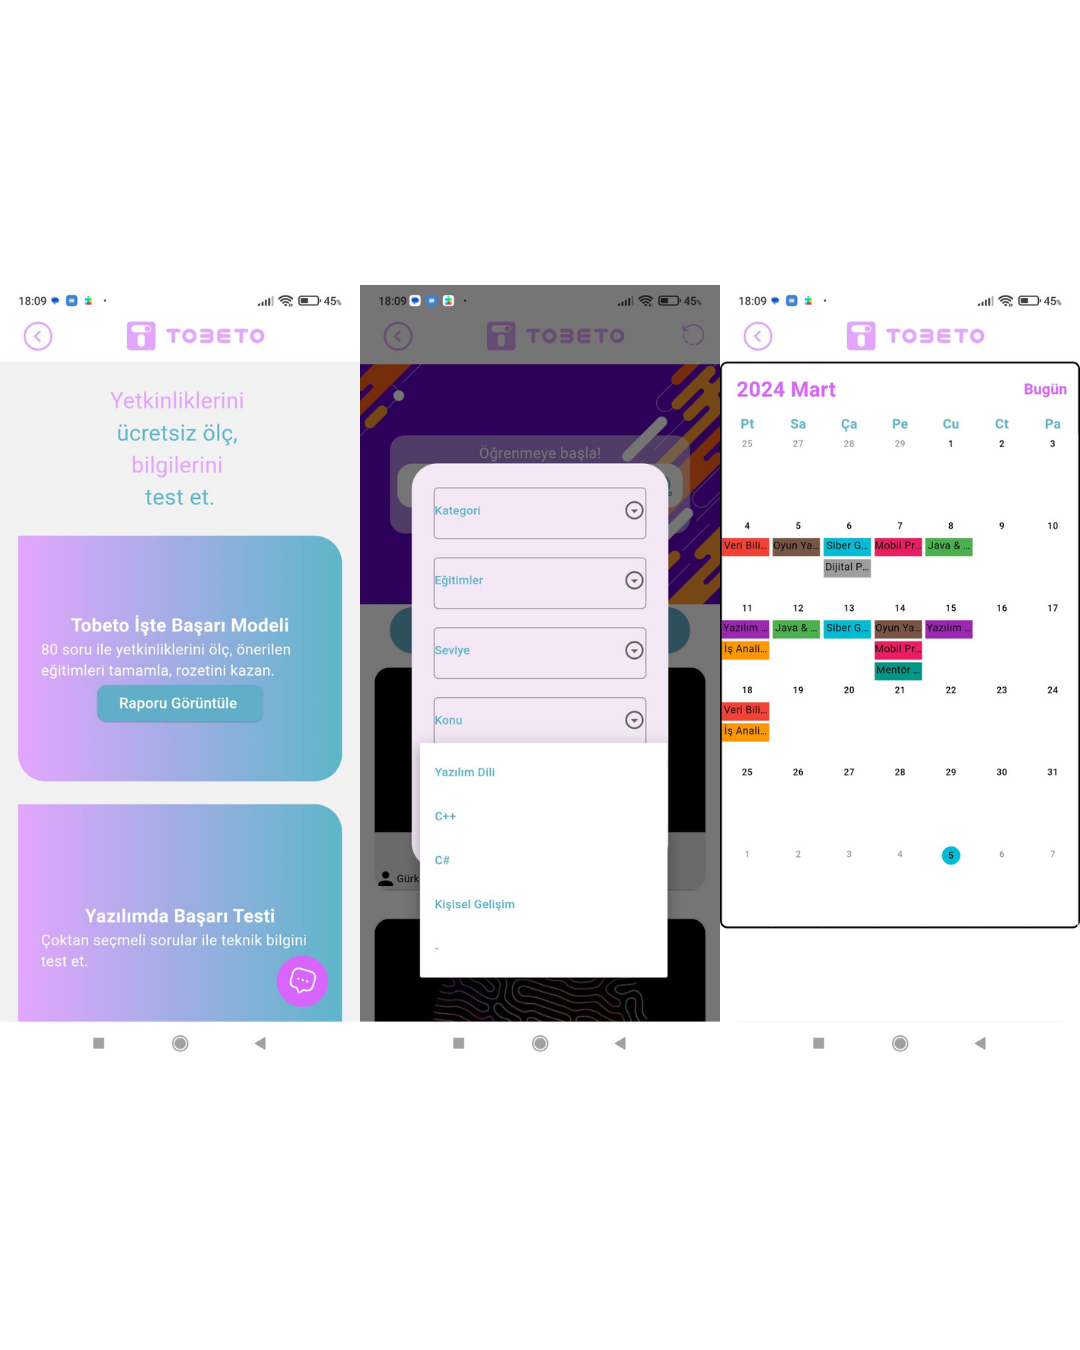 18:09
45%
TOBETO
Yetkinliklerini
ücretsiz ölç,
bilgilerini
test et.
Tobeto İşte Başarı Modeli
80 soru ile yetkinliklerini ölç, önerilen
eğitimleri tamamla, rozetini kazan.
Raporu Görüntüle
Yazılımda Başarı Testi
Çoktan seçmeli sorular ile teknik bilgini
test et.
18:09
45%
TOBETO
Öğrenmeye başla!
Kategori
Eğitimler
Seviye
Konu
Yazılım Dili
C++
C#
Kişisel Gelişim
-
Gürk
18:09
45%
TOBETO
2024 Mart Bugün
Pt Sa Ça Pe Cu Ct Pa
25 27 28 29 1 2 3
4 5 6 7 8 9 10
Veri Bili... Oyun Ya... Siber G... Mobil Pr... Java & ...
Dijital P...
11 12 13 14 15 16 17
Yazılım ... Java & ... Siber G... Oyun Ya... Yazılım ...
İş Anali... Mobil Pr...
Mentör ...
18 19 20 21 22 23 24
Veri Bili...
İş Anali...
25 26 27 28 29 30 31
1 2 3 4 5 6 7